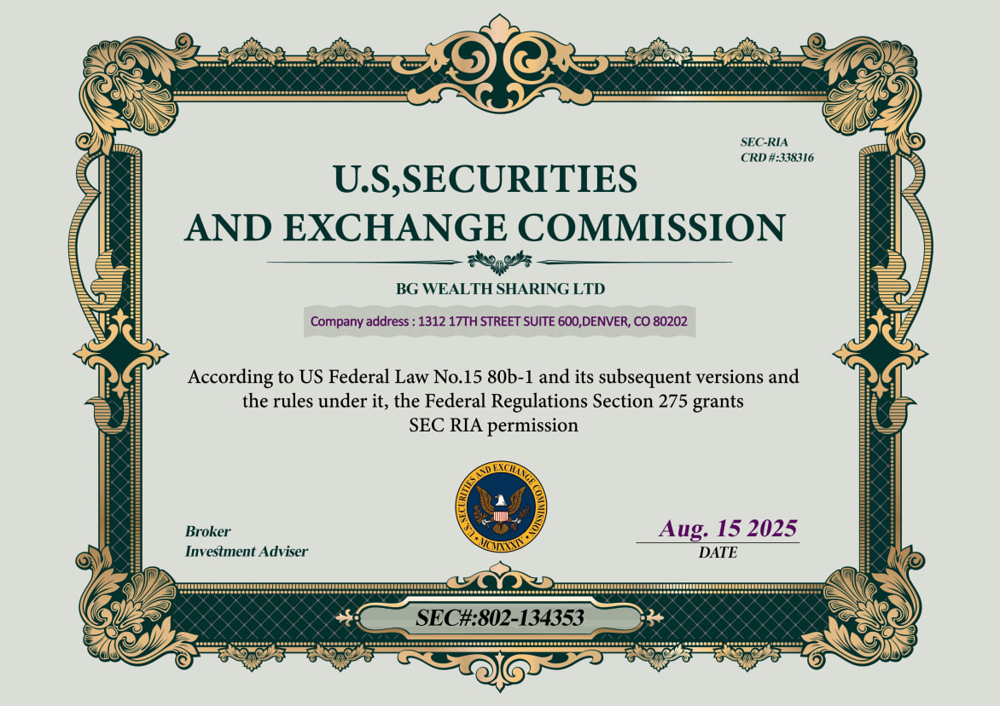 SEC-RIA
CRD #:338316
U.S,SECURITIES
AND EXCHANGE COMMISSION
BG WEALTH SHARING LTD
Company address : 1312 17TH STREET SUITE 600,DENVER, CO 80202
According to US Federal Law No.15 80b-1 and its subsequent versions and
the rules under it, the Federal Regulations Section 275 grants
SEC RIA permission
U.S. SECURITIES AND EXCHANGE COMMISSION
MCMXXXIV
Broker
Investment Adviser
Aug. 15 2025
DATE
SEC#:802-134353